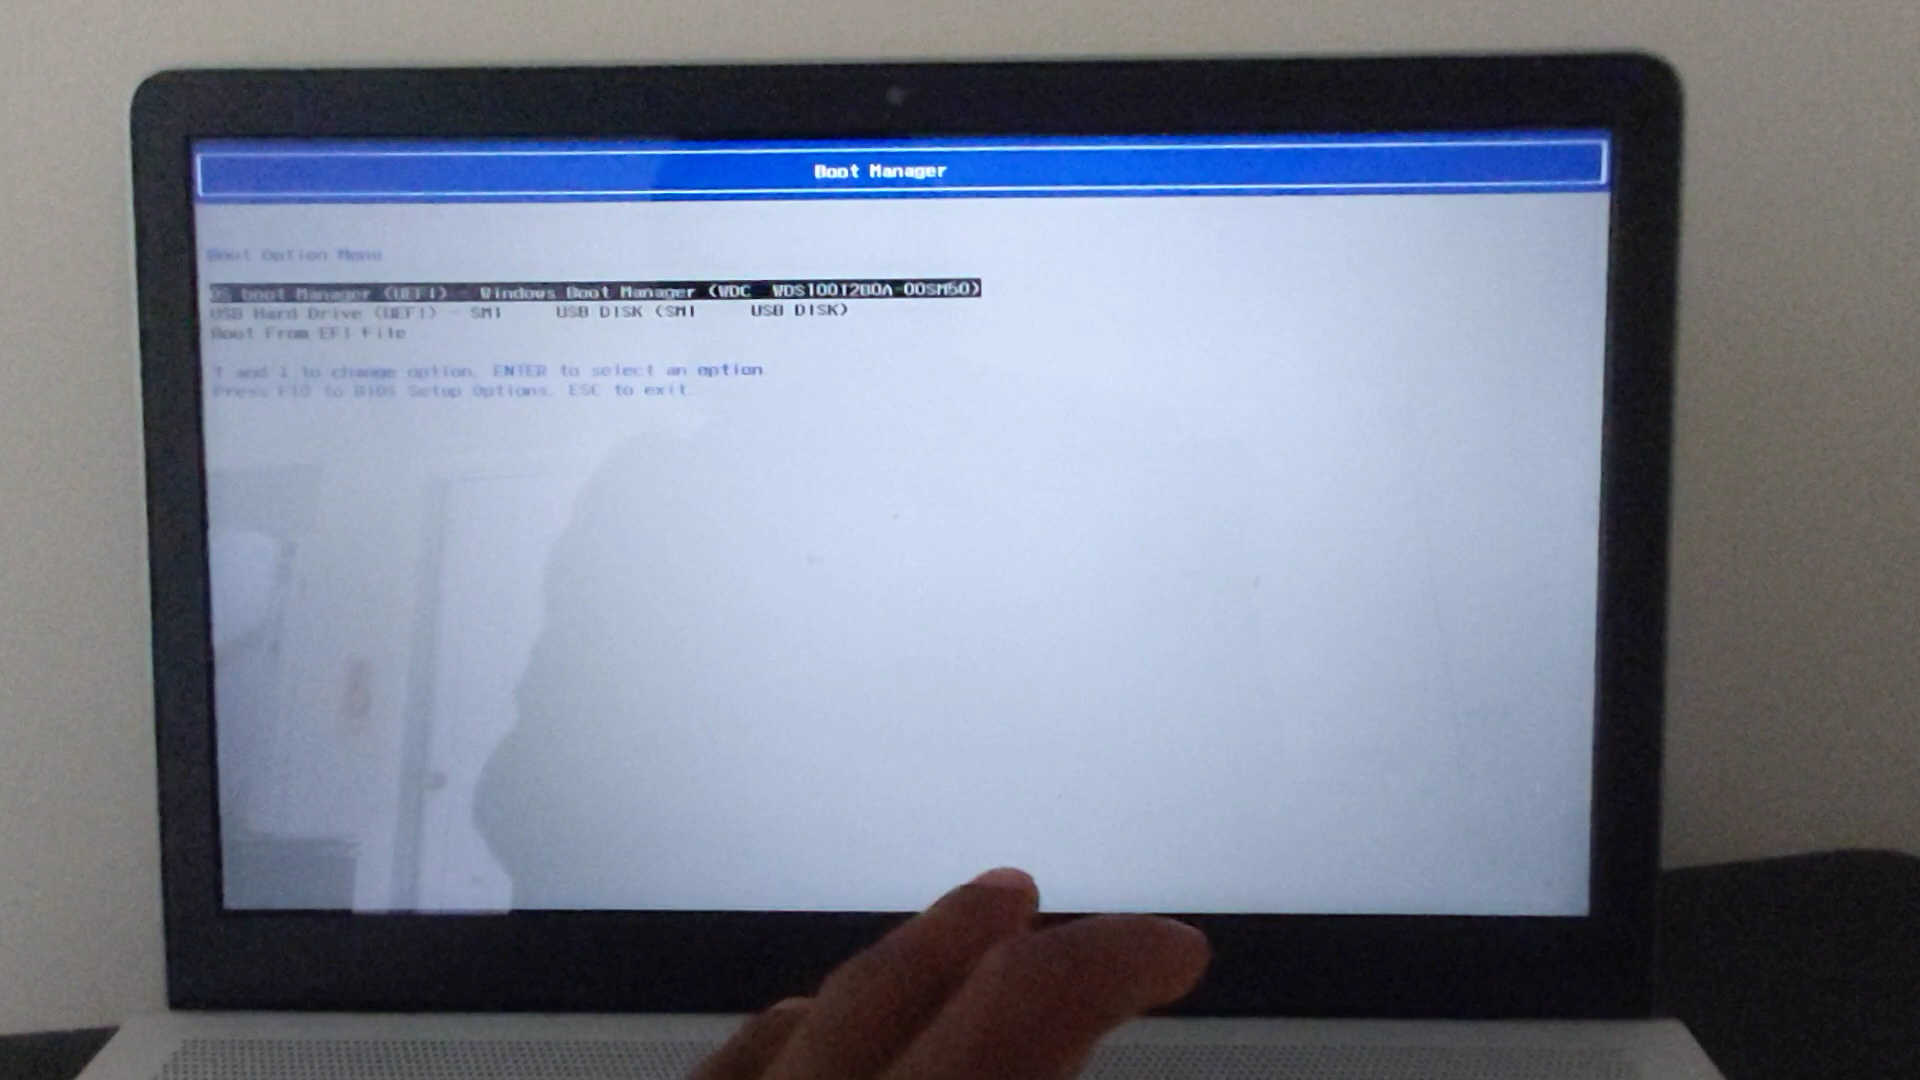 Boot Manager
Boot Option Menu
OS boot Manager (UEFI) - Windows Boot Manager (WDC  WDS100T2B0A-00SM50)
USB Hard Drive (UEFI) - SMI     USB DISK (SMI     USB DISK)
Boot From EFI File
↑ and ↓ to change option, ENTER to select an option
Press F10 to BIOS Setup Options, ESC to exit